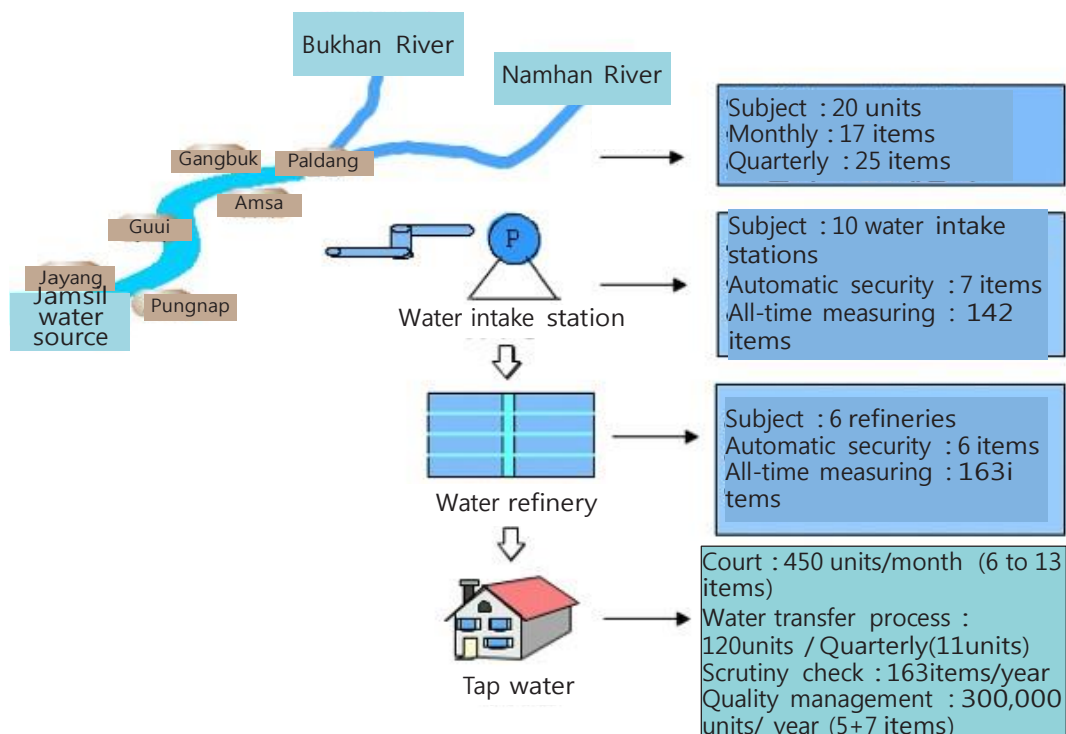 Bukhan River
Namhan River
Gangbuk
Paldang
Amsa
Guui
Jayang
Pungnap
Jamsil
water
source
Subject : 20 units
Monthly : 17 items
Quarterly : 25 items
P
Water intake station
Subject : 10 water intake
stations
Automatic security : 7 items
All-time measuring : 142
items
Water refinery
Subject : 6 refineries
Automatic security : 6 items
All-time measuring : 163i
tems
Tap water
Court : 450 units/month (6 to 13
items)
Water transfer process :
120units / Quarterly(11units)
Scrutiny check : 163items/year
Quality management : 300,000
units/ year (5+7 items)